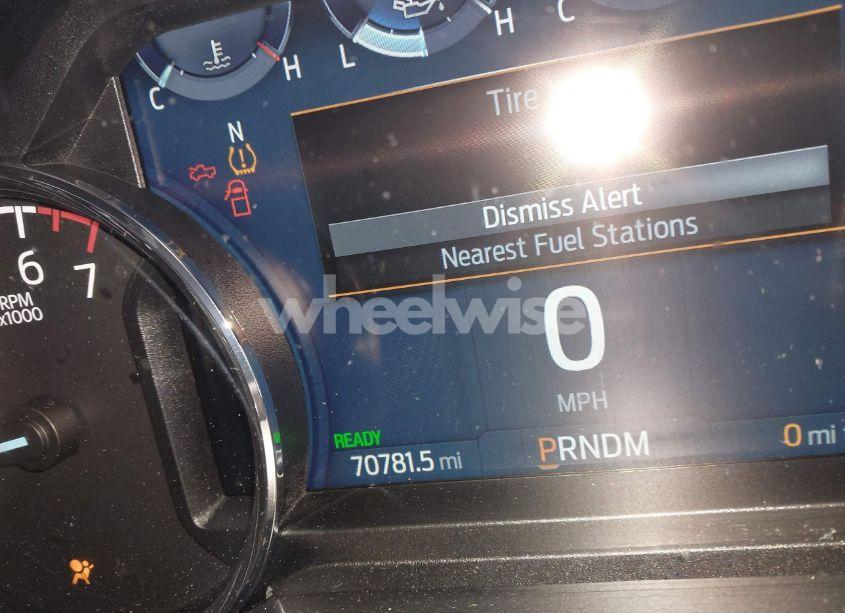 C
H
L
H
C
N
Tire
Dismiss Alert
Nearest Fuel Stations
6
7
RPM
x1000
wheelwise
0
MPH
READY
70781.5 mi
PRNDM
0 mi